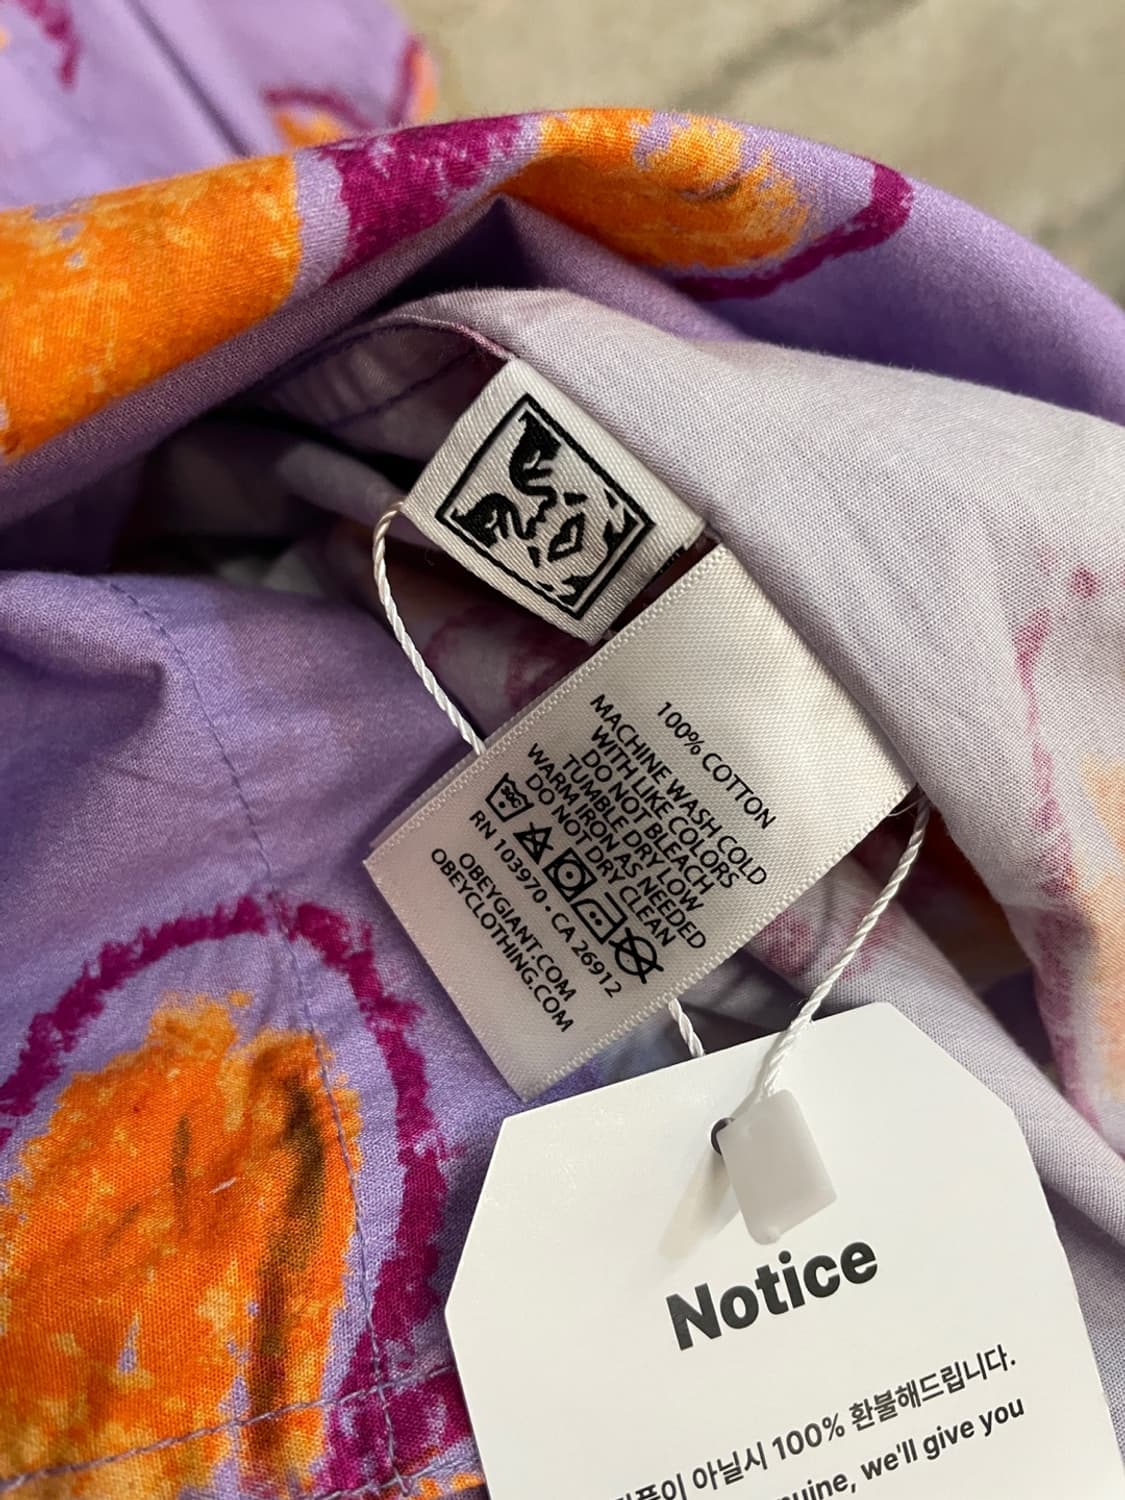 100% COTTON
MACHINE WASH COLD
WITH LIKE COLORS
DO NOT BLEACH
TUMBLE DRY LOW
WARM IRON AS NEEDED
DO NOT DRY CLEAN
RN 103970 • CA 26912
OBEYGIANT.COM
OBEYCLOTHING.COM
Notice
아닐시 100% 환불해드립니다.
we'll give you